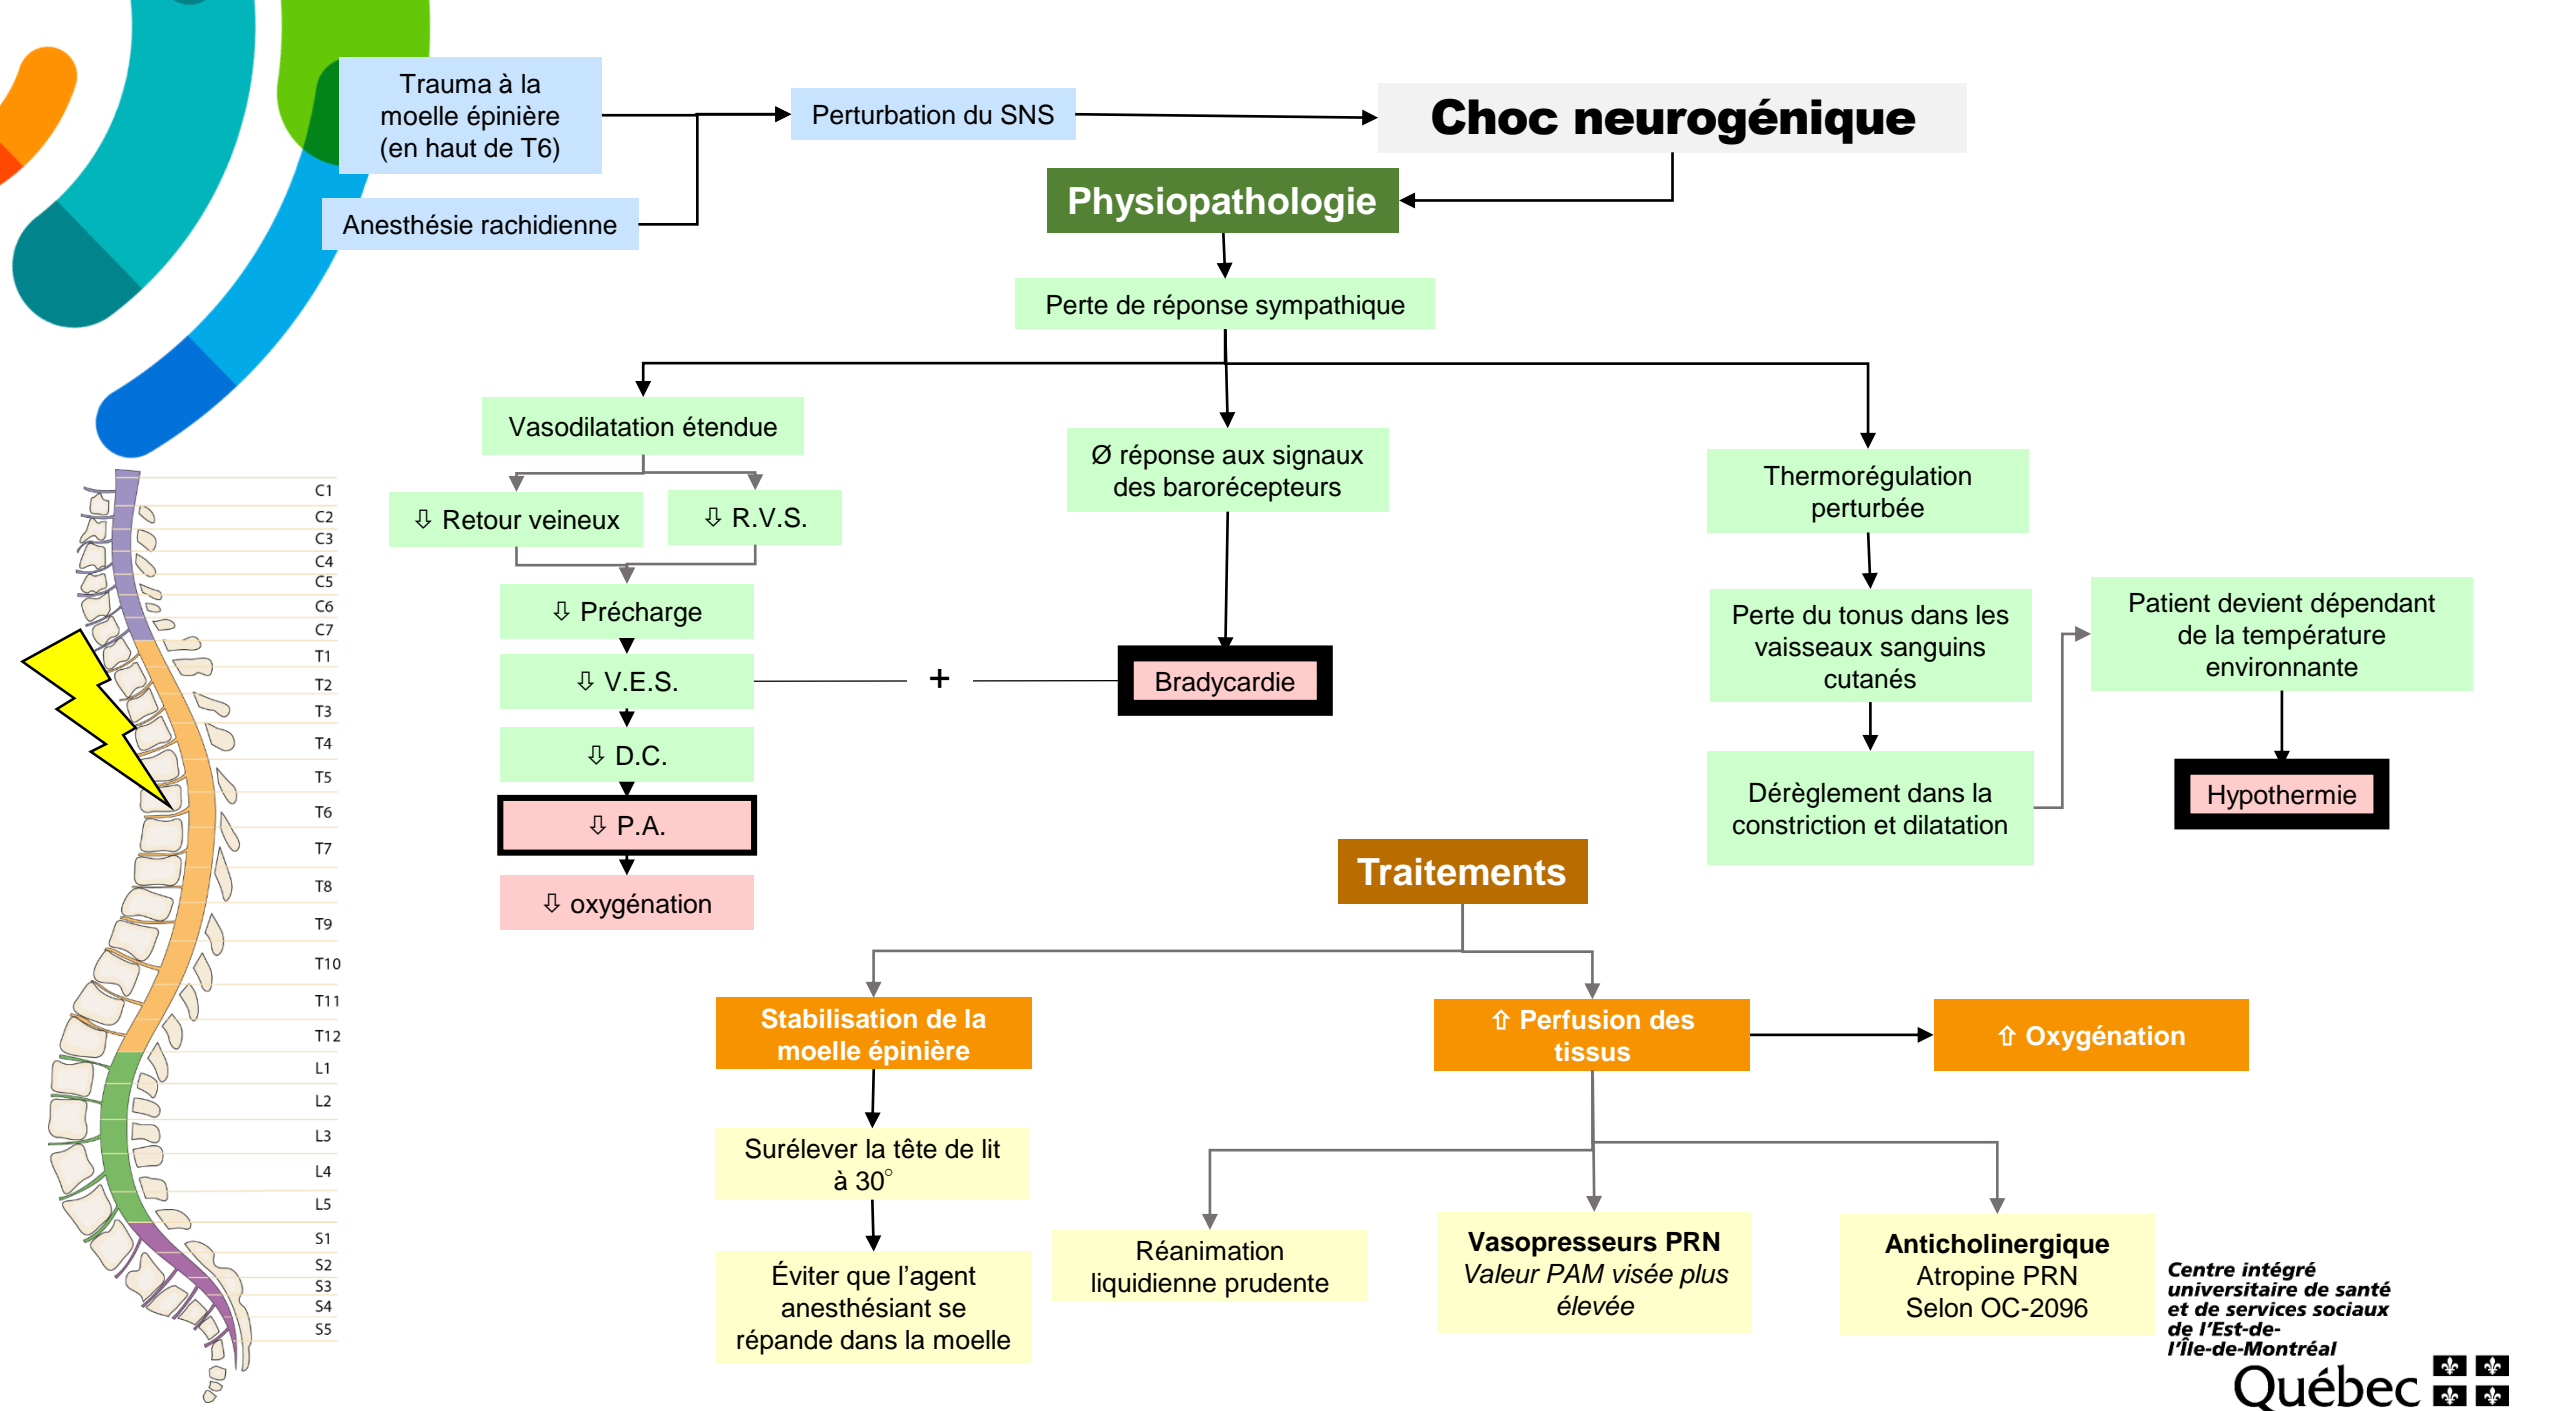 Trauma à la
moelle épinière
(en haut de T6)
Perturbation du SNS
Choc neurogénique
Anesthésie rachidienne
Physiopathologie
Perte de réponse sympathique
Vasodilatation étendue
⇩ Retour veineux
⇩ R.V.S.
⇩ Précharge
⇩ V.E.S.
+
⇩ D.C.
⇩ P.A.
⇩ oxygénation
Ø réponse aux signaux
des barorécepteurs
Bradycardie
Thermorégulation
perturbée
Perte du tonus dans les
vaisseaux sanguins
cutanés
Dérèglement dans la
constriction et dilatation
Patient devient dépendant
de la température
environnante
Hypothermie
C1
C2
C3
C4
C5
C6
C7
T1
T2
T3
T4
T5
T6
T7
T8
T9
T10
T11
T12
L1
L2
L3
L4
L5
S1
S2
S3
S4
S5
Traitements
Stabilisation de la
moelle épinière
Surélever la tête de lit
à 30°
Éviter que l'agent
anesthésiant se
répande dans la moelle
⇧ Perfusion des
tissus
⇧ Oxygénation
Réanimation
liquidienne prudente
Vasopresseurs PRN
Valeur PAM visée plus
élevée
Anticholinergique
Atropine PRN
Selon OC-2096
Centre intégré
universitaire de santé
et de services sociaux
de l'Est-de-
l'Île-de-Montréal
Québec